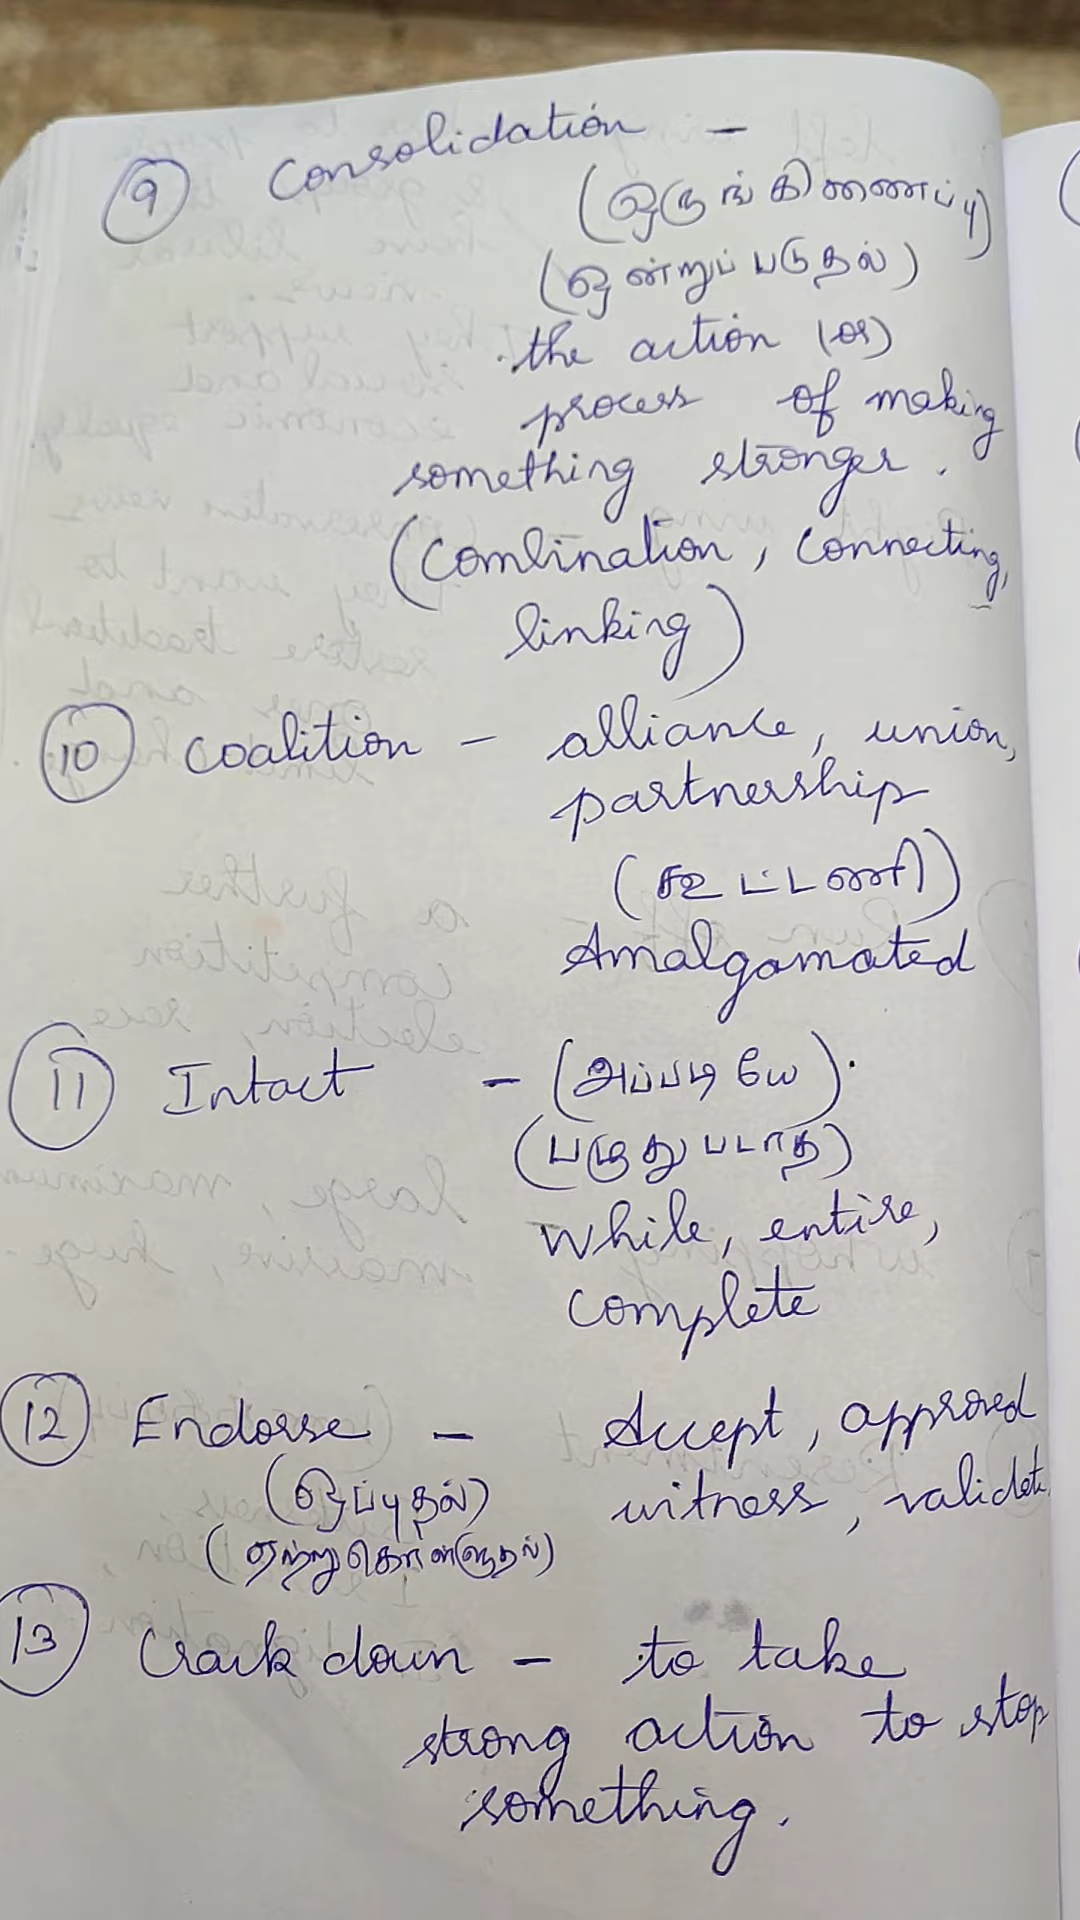 9 Consolidation -
(ஒருங்கிணைப்பு)
(ஒன்றுப்படுதல்)
the action (or)
process of making
something stronger.
(Combination, connecting,
linking)
10 Coalition - alliance, union,
partnership
(கூட்டணி)
Amalgamated
11 Intact - (அப்படியே).
(பழுதுபடாத)
While, entire,
complete
12 Endorse - Accept, approved
(ஒப்புதல்) witness, validate,
(ஏற்றுகொள்ளுதல்)
13 Crack down - to take
strong action to stop
something.